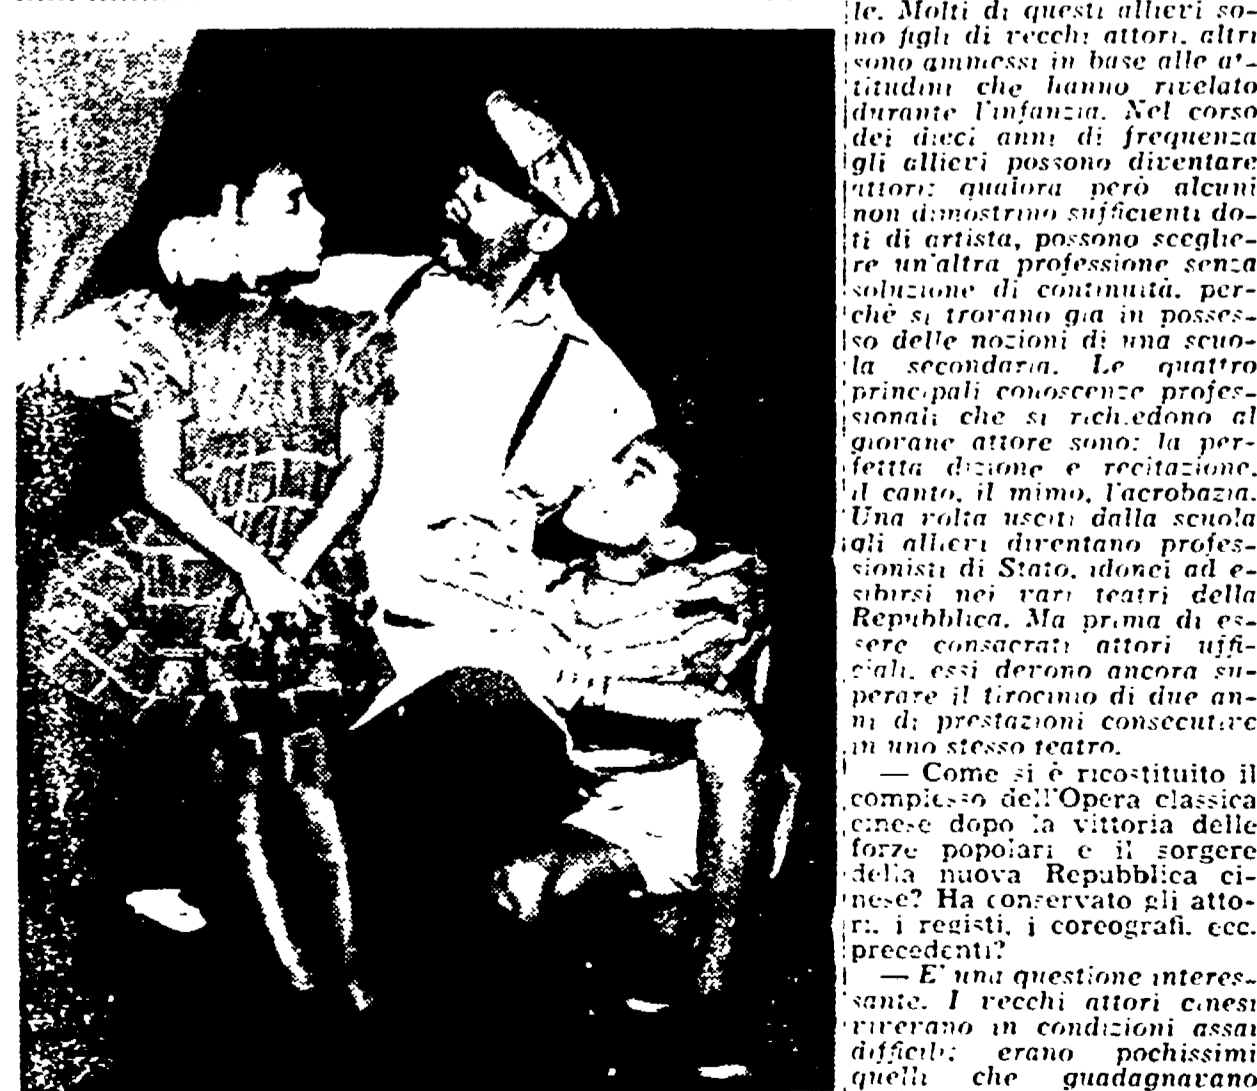 le. Molti di questi allievi so-
no figli di vecchi attori, altri
sono ammessi in base alle at-
titudini che hanno rivelato
durante l'infanzia. Nel corso
dei dieci anni di frequenza
gli allievi possono diventare
attori; qualora però alcuni
non dimostrino sufficienti do-
ti di artista, possono sceglie-
re un'altra professione senza
soluzione di continuità, per-
chè si trovano già in posses-
so delle nozioni di una scuo-
la secondaria. Le quattro
principali conoscenze profes-
sionali che si richiedono al
giovane attore sono: la per-
fettta dizione e recitazione,
il canto, il mimo, l'acrobazia.
Una volta usciti dalla scuola
gli allievi diventano profes-
sionisti di Stato, idonei ad e-
sibirsi nei vari teatri della
Repubblica. Ma prima di es-
sere consacrati attori uffi-
ciali, essi devono ancora su-
perare il tirocinio di due an-
ni di prestazioni consecutive
in uno stesso teatro.
— Come si è ricostituito il
complesso dell'Opera classica
cinese dopo la vittoria delle
forze popolari e il sorgere
della nuova Repubblica ci-
nese? Ha conservato gli atto-
ri, i registi, i coreografi, ecc.
precedenti?
— E' una questione interes-
sante. I vecchi attori cinesi
vivevano in condizioni assai
difficili; erano pochissimi
quelli che guadagnavano